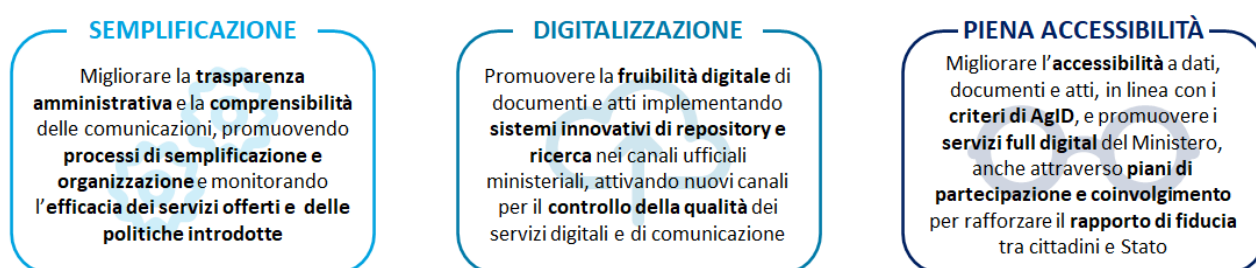 SEMPLIFICAZIONE
Migliorare la trasparenza
amministrativa e la comprensibilità
delle comunicazioni, promuovendo
processi di semplificazione e
organizzazione e monitorando
l'efficacia dei servizi offerti e delle
politiche introdotte
DIGITALIZZAZIONE
Promuovere la fruibilità digitale di
documenti e atti implementando
sistemi innovativi di repository e
ricerca nei canali ufficiali
ministeriali, attivando nuovi canali
per il controllo della qualità dei
servizi digitali e di comunicazione
PIENA ACCESSIBILITÀ
Migliorare l'accessibilità a dati,
documenti e atti, in linea con i
criteri di AgID, e promuovere i
servizi full digital del Ministero,
anche attraverso piani di
partecipazione e coinvolgimento
per rafforzare il rapporto di fiducia
tra cittadini e Stato